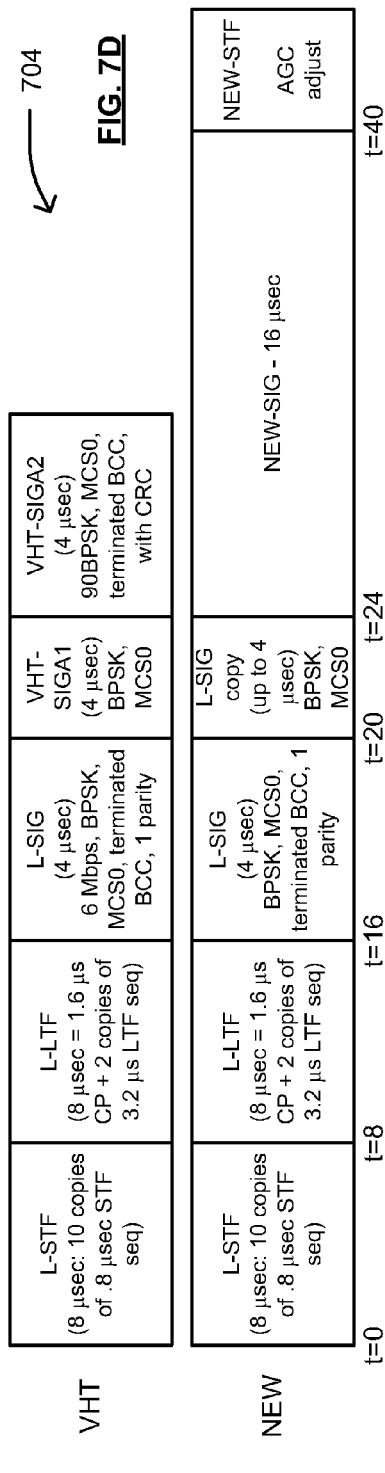 704
FIG. 7D
VHT
L-STF
(8 μsec: 10 copies
of .8 μsec STF
seq)
L-LTF
(8 μsec = 1.6 μs
CP + 2 copies of
3.2 μs LTF seq)
L-SIG
(4 μsec)
6 Mbps, BPSK,
MCS0, terminated
BCC, 1 parity
VHT-
SIGA1
(4 μsec)
BPSK,
MCS0
VHT-SIGA2
(4 μsec)
90BPSK, MCS0,
terminated BCC,
with CRC
NEW
L-STF
(8 μsec: 10 copies
of .8 μsec STF
seq)
L-LTF
(8 μsec = 1.6 μs
CP + 2 copies of
3.2 μs LTF seq)
L-SIG
(4 μsec)
BPSK, MCS0,
terminated BCC, 1
parity
L-SIG
copy
(up to 4
μsec)
BPSK,
MCS0
NEW-SIG - 16 μsec
NEW-STF
AGC
adjust
t=0
t=8
t=16
t=20
t=24
t=40